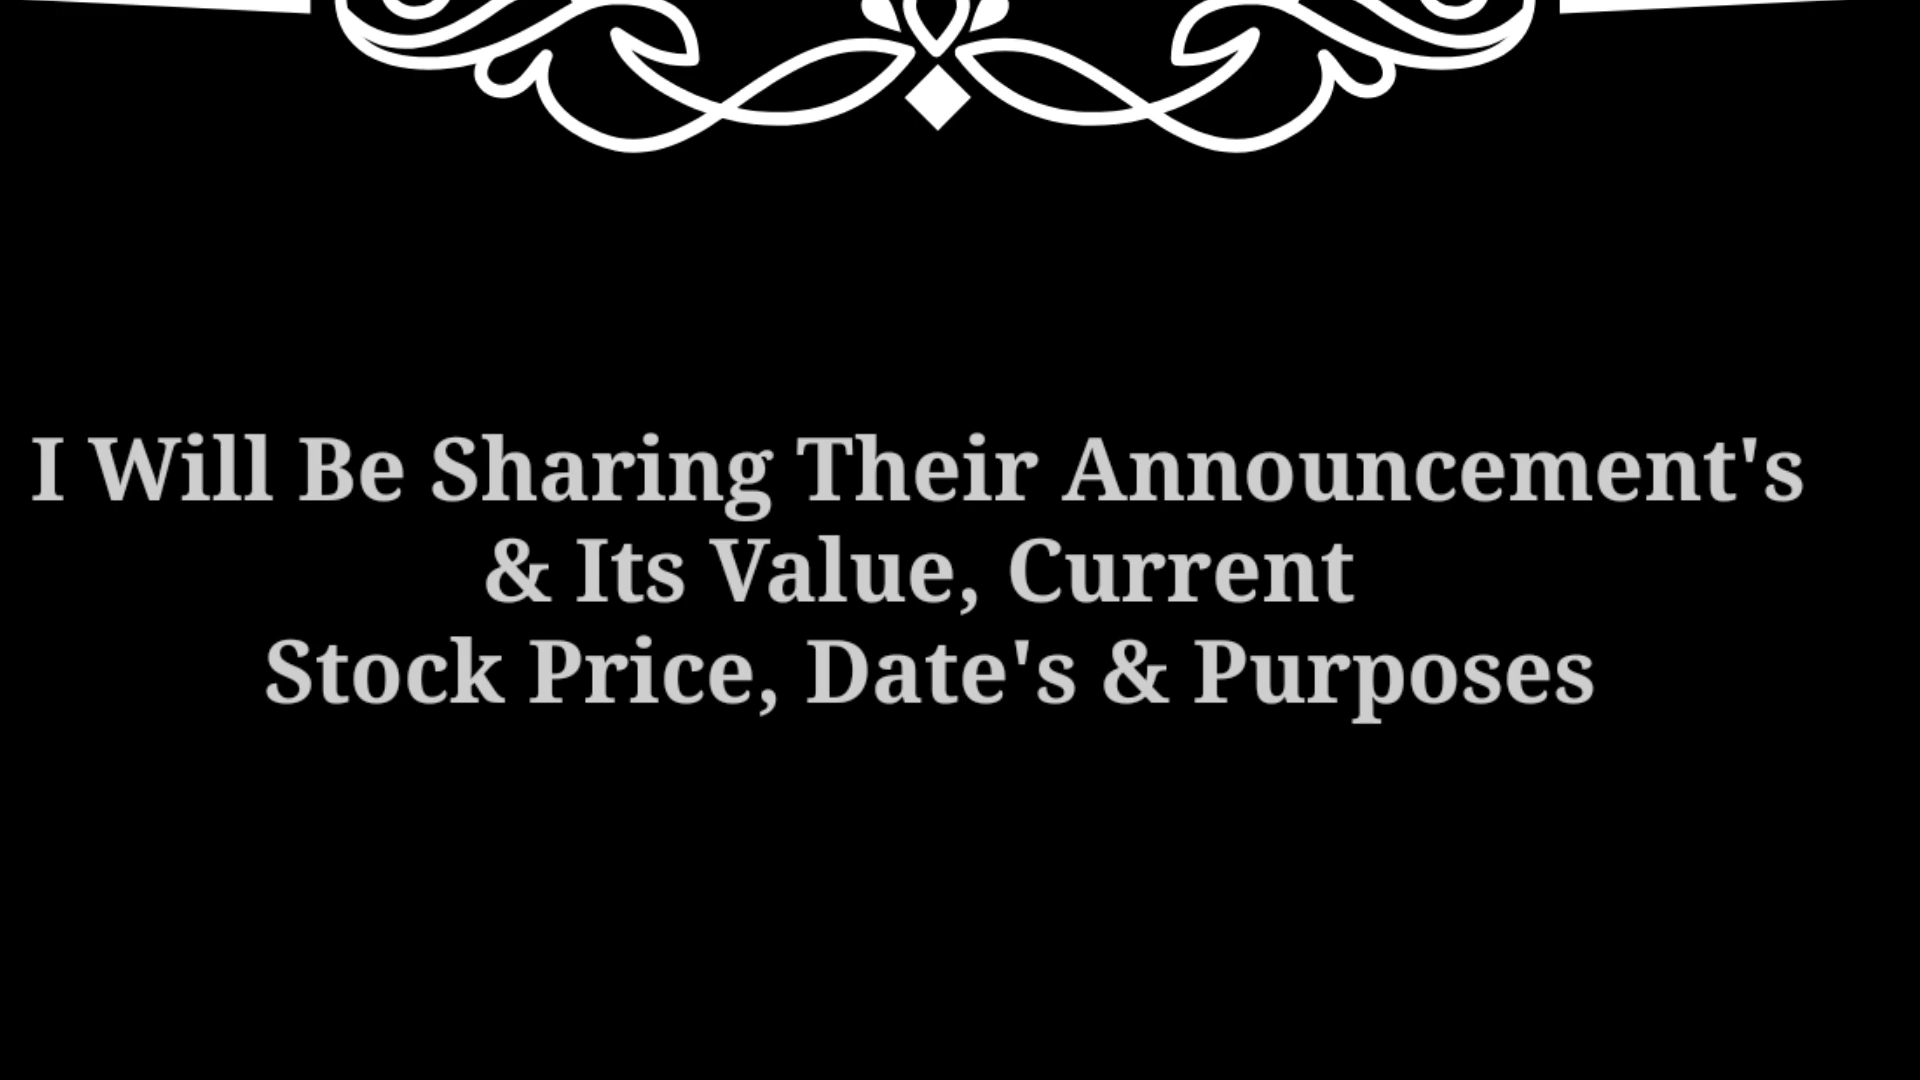 I Will Be Sharing Their Announcement's
& Its Value, Current
Stock Price, Date's & Purposes